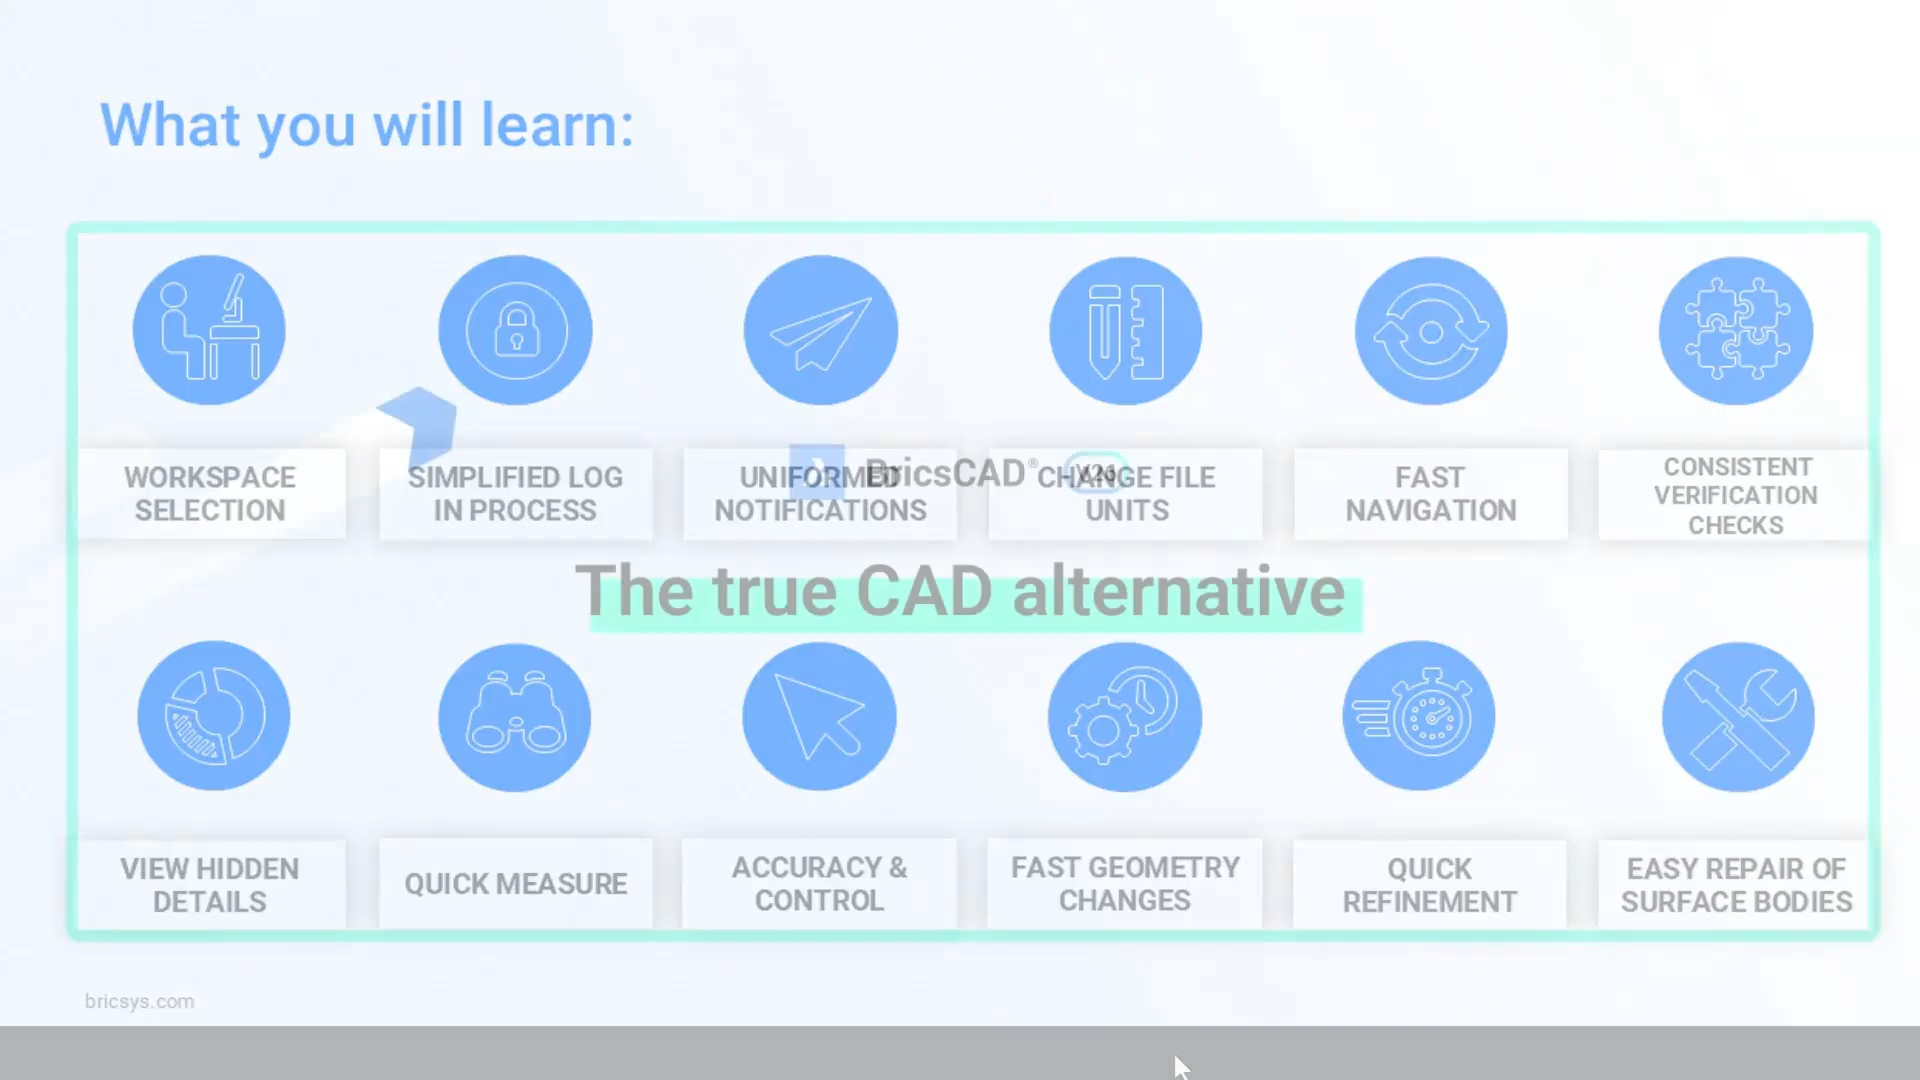 What you will learn:
WORKSPACE
SELECTION
SIMPLIFIED LOG
IN PROCESS
UNIFORMED
NOTIFICATIONS
CHANGE FILE
UNITS
FAST
NAVIGATION
CONSISTENT
VERIFICATION
CHECKS
BricsCAD® V26
The true CAD alternative
VIEW HIDDEN
DETAILS
QUICK MEASURE
ACCURACY &
CONTROL
FAST GEOMETRY
CHANGES
QUICK
REFINEMENT
EASY REPAIR OF
SURFACE BODIES
bricsys.com